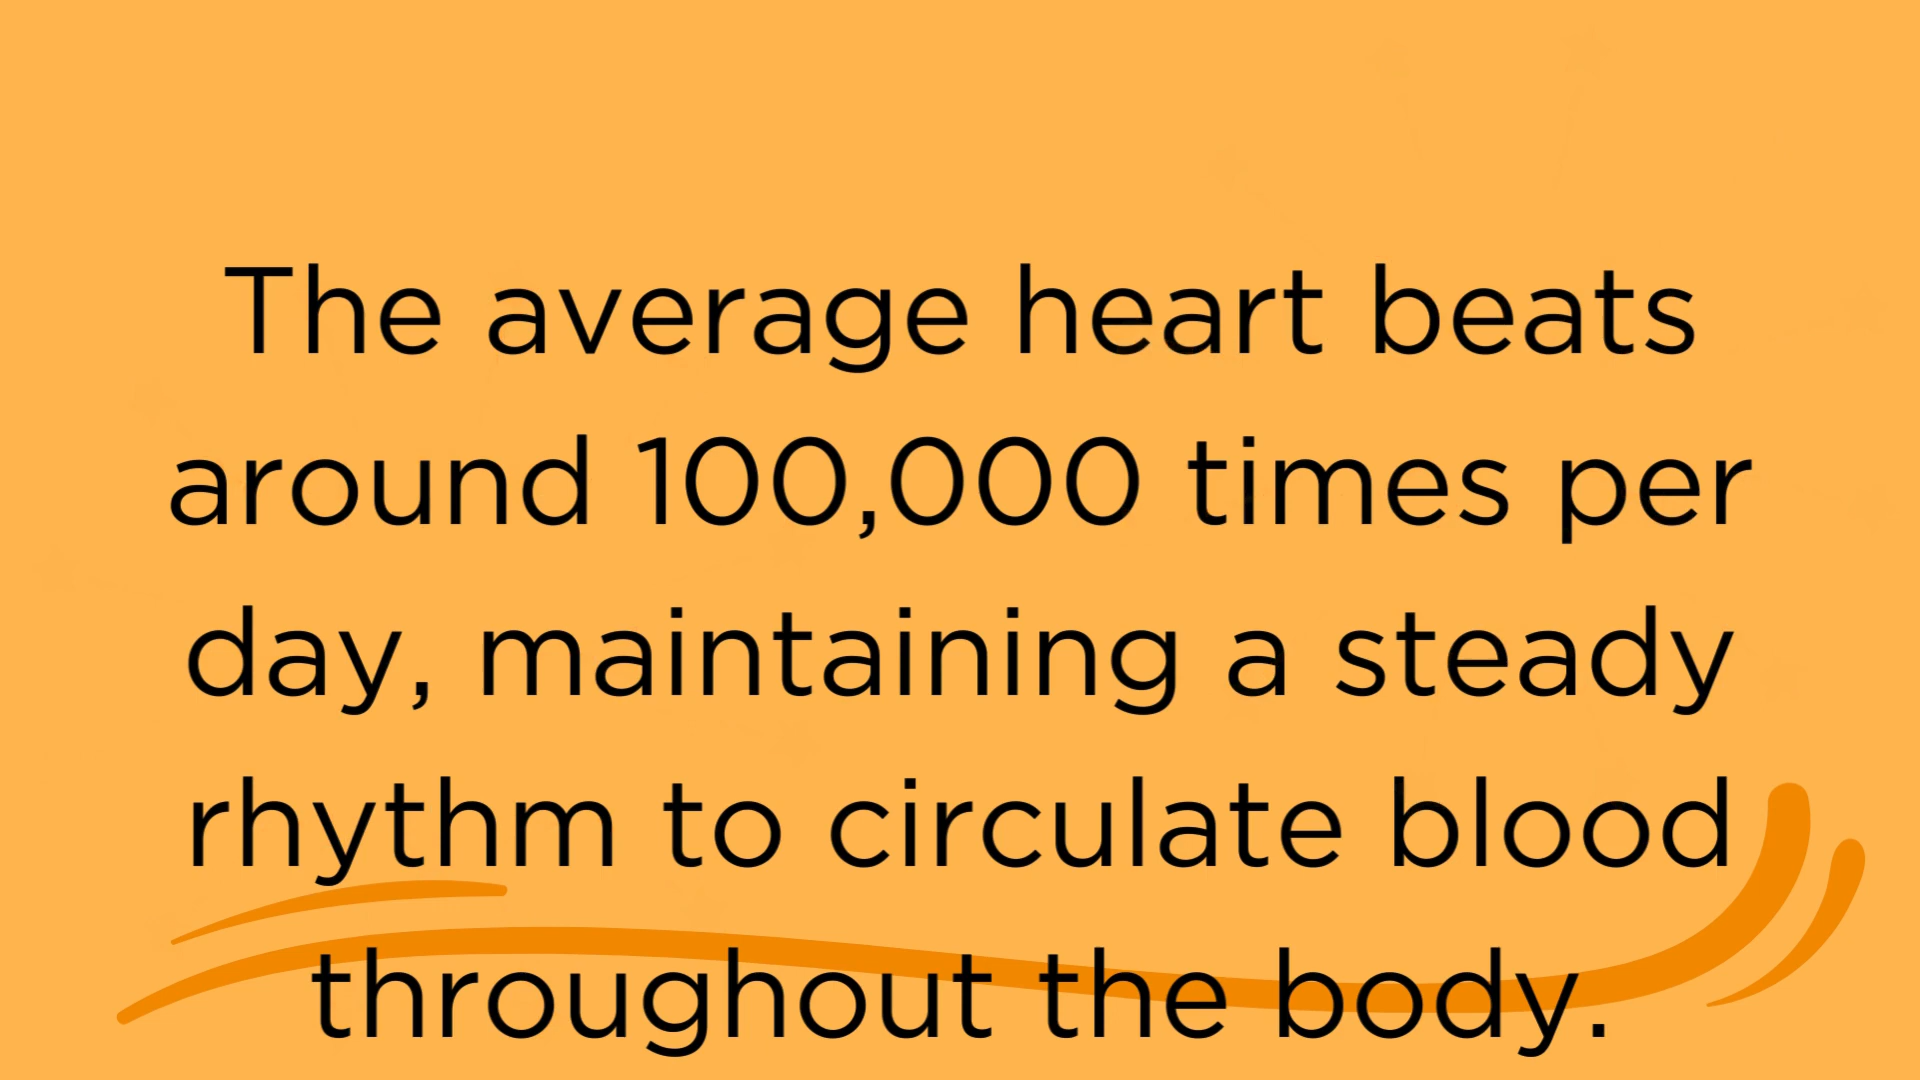 The average heart beats
around 100,000 times per
day, maintaining a steady
rhythm to circulate blood
throughout the body.